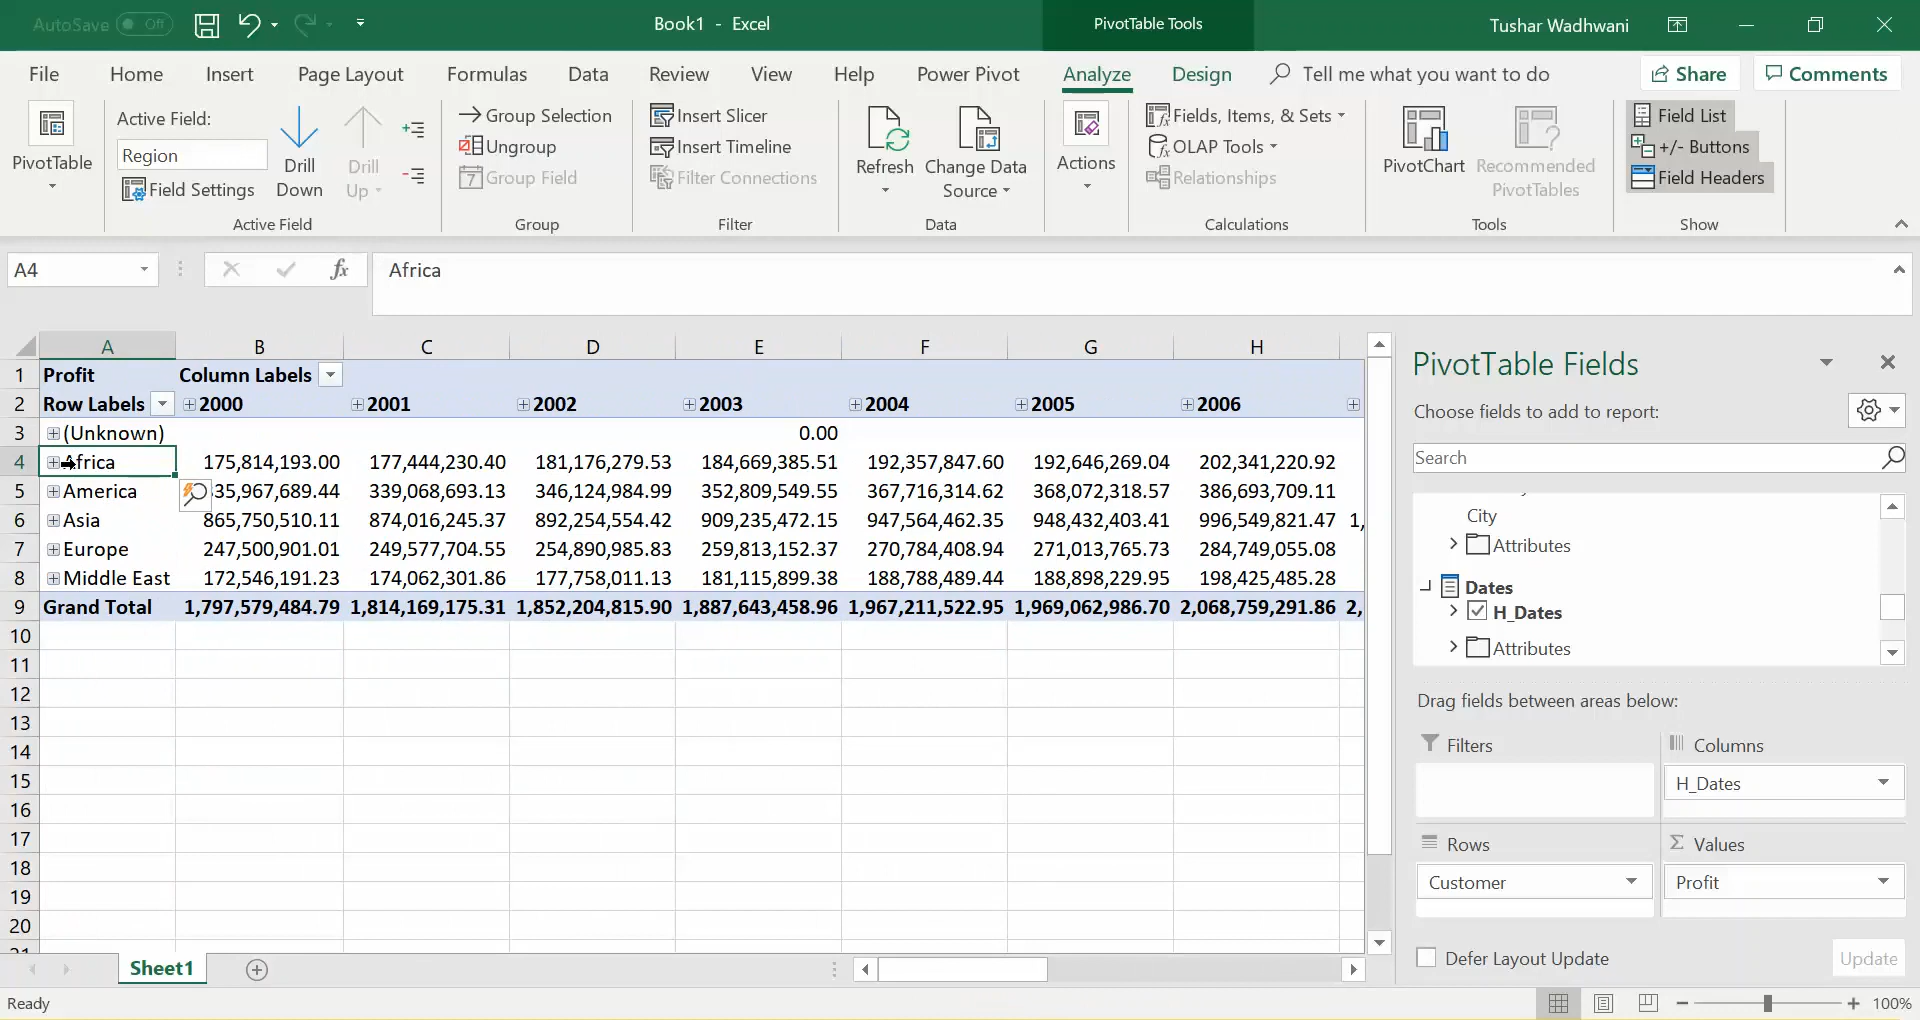 AutoSave Off Book1 - Excel PivotTable Tools Tushar Wadhwani
File Home Insert Page Layout Formulas Data Review View Help Power Pivot Analyze Design Tell me what you want to do Share Comments
PivotTable
Active Field:
Region
Field Settings
Drill
Down
Drill
Up
Active Field
Group Selection
Ungroup
7 Group Field
Group
Insert Slicer
Insert Timeline
Filter Connections
Filter
Refresh
Change Data
Source
Data
Actions
Fields, Items, & Sets
OLAP Tools
Relationships
Calculations
PivotChart
Recommended
PivotTables
Tools
Field List
+/- Buttons
Field Headers
Show
A4 fx Africa
A B C D E F G H
1 Profit Column Labels
2 Row Labels 2000 2001 2002 2003 2004 2005 2006
3 (Unknown) 0.00
4 Africa 175,814,193.00 177,444,230.40 181,176,279.53 184,669,385.51 192,357,847.60 192,646,269.04 202,341,220.92
5 America 35,967,689.44 339,068,693.13 346,124,984.99 352,809,549.55 367,716,314.62 368,072,318.57 386,693,709.11
6 Asia 865,750,510.11 874,016,245.37 892,254,554.42 909,235,472.15 947,564,462.35 948,432,403.41 996,549,821.47 1,
7 Europe 247,500,901.01 249,577,704.55 254,890,985.83 259,813,152.37 270,784,408.94 271,013,765.73 284,749,055.08
8 Middle East 172,546,191.23 174,062,301.86 177,758,011.13 181,115,899.38 188,788,489.44 188,898,229.95 198,425,485.28
9 Grand Total 1,797,579,484.79 1,814,169,175.31 1,852,204,815.90 1,887,643,458.96 1,967,211,522.95 1,969,062,986.70 2,068,759,291.86 2,
10
11
12
13
14
15
16
17
18
19
20
PivotTable Fields
Choose fields to add to report:
Search
City
Attributes
Dates
H_Dates
Attributes
Drag fields between areas below:
Filters
Columns
H_Dates
Rows
Customer
Σ Values
Profit
Defer Layout Update Update
Sheet1
Ready 100%